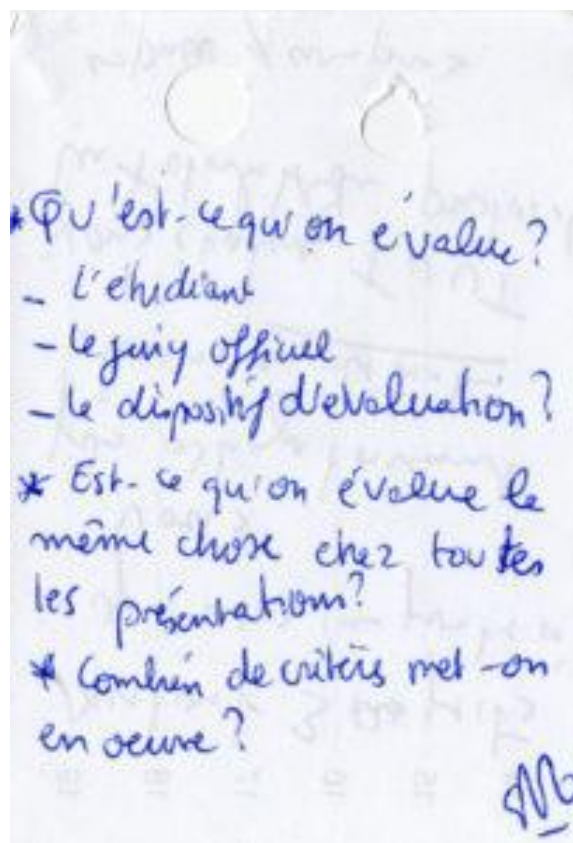 * Qu'est-ce qu'on évalue?
- L'étudiant
- le jury officiel
- le dispositif d'évaluation?
* Est-ce qu'on évalue la
même chose chez toutes
les présentations?
* Combien de critères met-on
en oeuvre?